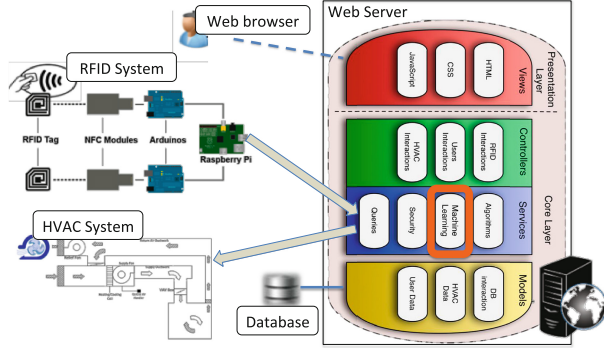 Web browser
Web Server
RFID System
RFID Tag
NFC Modules
Arduinos
Raspberry Pi
HVAC System
Database
Presentation
Layer
Views
HTML
CSS
JavaScript
Core Layer
Controllers
RFID
Interactions
Users
Interactions
HVAC
Interactions
Services
Algorithms
Machine
Learning
Security
Queries
Models
DB
interaction
HVAC
Data
User Data